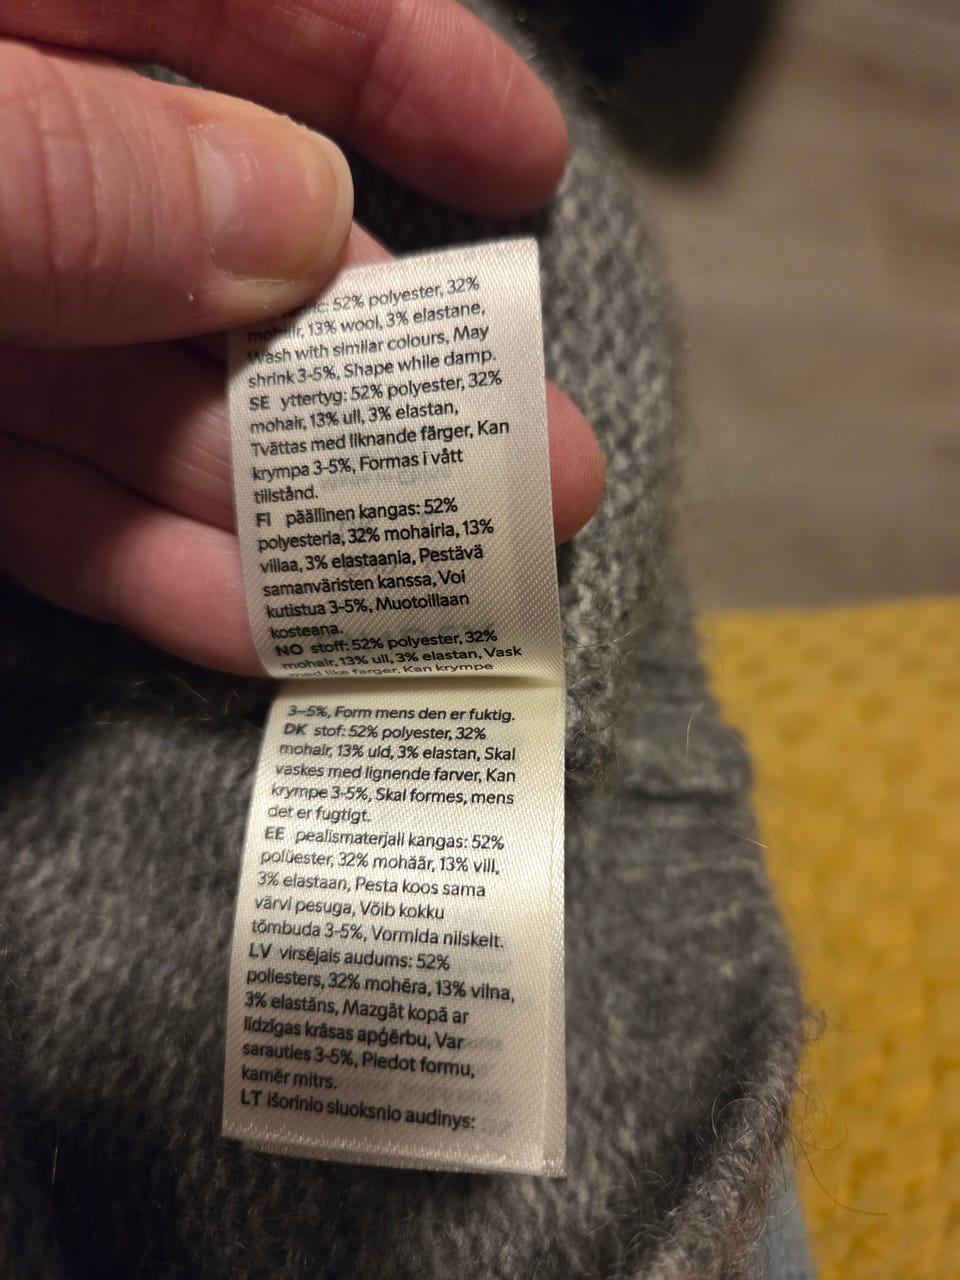 52% polyester, 32%
mohair, 13% wool, 3% elastane,
Wash with similar colours, May
shrink 3-5%, Shape while damp.
SE yttertyg: 52% polyester, 32%
mohair, 13% ull, 3% elastan,
Tvättas med liknande färger, Kan
krympa 3-5%, Formas i vått
tillstånd.
FI päällinen kangas: 52%
polyesteria, 32% mohairia, 13%
villaa, 3% elastaania, Pestävä
samanväristen kanssa, Voi
kutistua 3-5%, Muotoillaan
kosteana.
NO stoff: 52% polyester, 32%
mohair, 13% ull, 3% elastan, Vask
med like farger, Kan krympe
3-5%, Form mens den er fuktig.
DK stof: 52% polyester, 32%
mohair, 13% uld, 3% elastan, Skal
vaskes med lignende farver, Kan
krympe 3-5%, Skal formes, mens
det er fugtigt.
EE pealismaterjali kangas: 52%
polüester, 32% mohäär, 13% vill,
3% elastaan, Pesta koos sama
värvi pesuga, Võib kokku
tõmbuda 3-5%, Vormida niiskelt.
LV virsējais audums: 52%
poliesters, 32% mohēra, 13% vilna,
3% elastāns, Mazgāt kopā ar
līdzīgas krāsas apģērbu, Var
sarauties 3-5%, Piedot formu,
kamēr mitrs.
LT išorinio sluoksnio audinys: